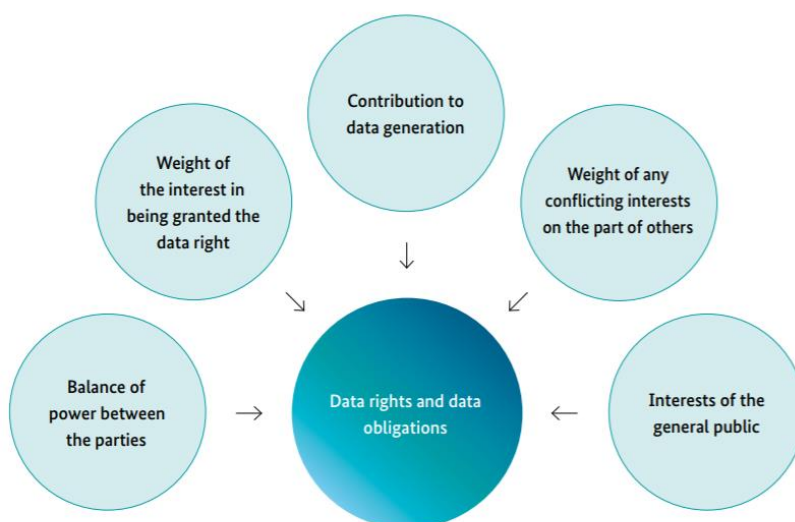 Contribution to
data generation
Weight of
the interest in
being granted the
data right
Weight of any
conflicting interests
on the part of others
Balance of
power between
the parties
Data rights and data
obligations
Interests of the
general public